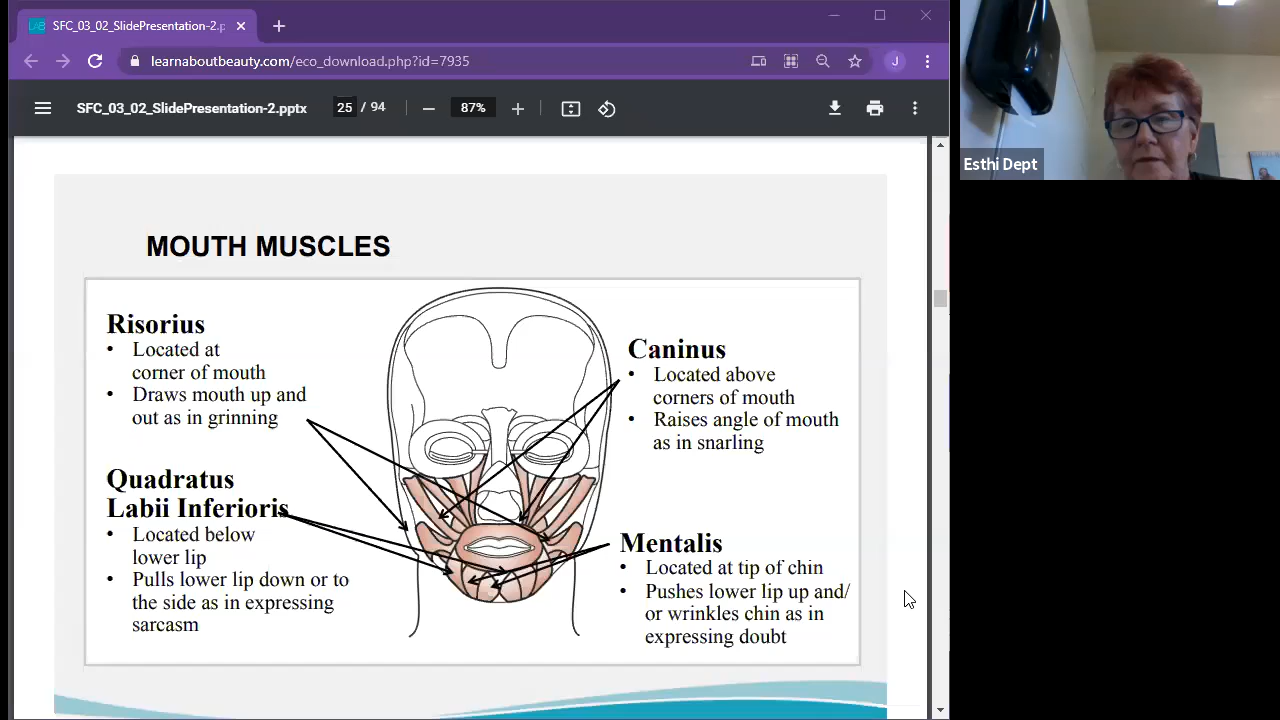 SFC_03_02_SlidePresentation-2.p
learnaboutbeauty.com/eco_download.php?id=7935
J
SFC_03_02_SlidePresentation-2.pptx
25 / 94
87%
Esthi Dept
MOUTH MUSCLES
Risorius
• Located at
corner of mouth
• Draws mouth up and
out as in grinning
Quadratus
Labii Inferioris
• Located below
lower lip
• Pulls lower lip down or to
the side as in expressing
sarcasm
Caninus
• Located above
corners of mouth
• Raises angle of mouth
as in snarling
Mentalis
• Located at tip of chin
• Pushes lower lip up and/
or wrinkles chin as in
expressing doubt